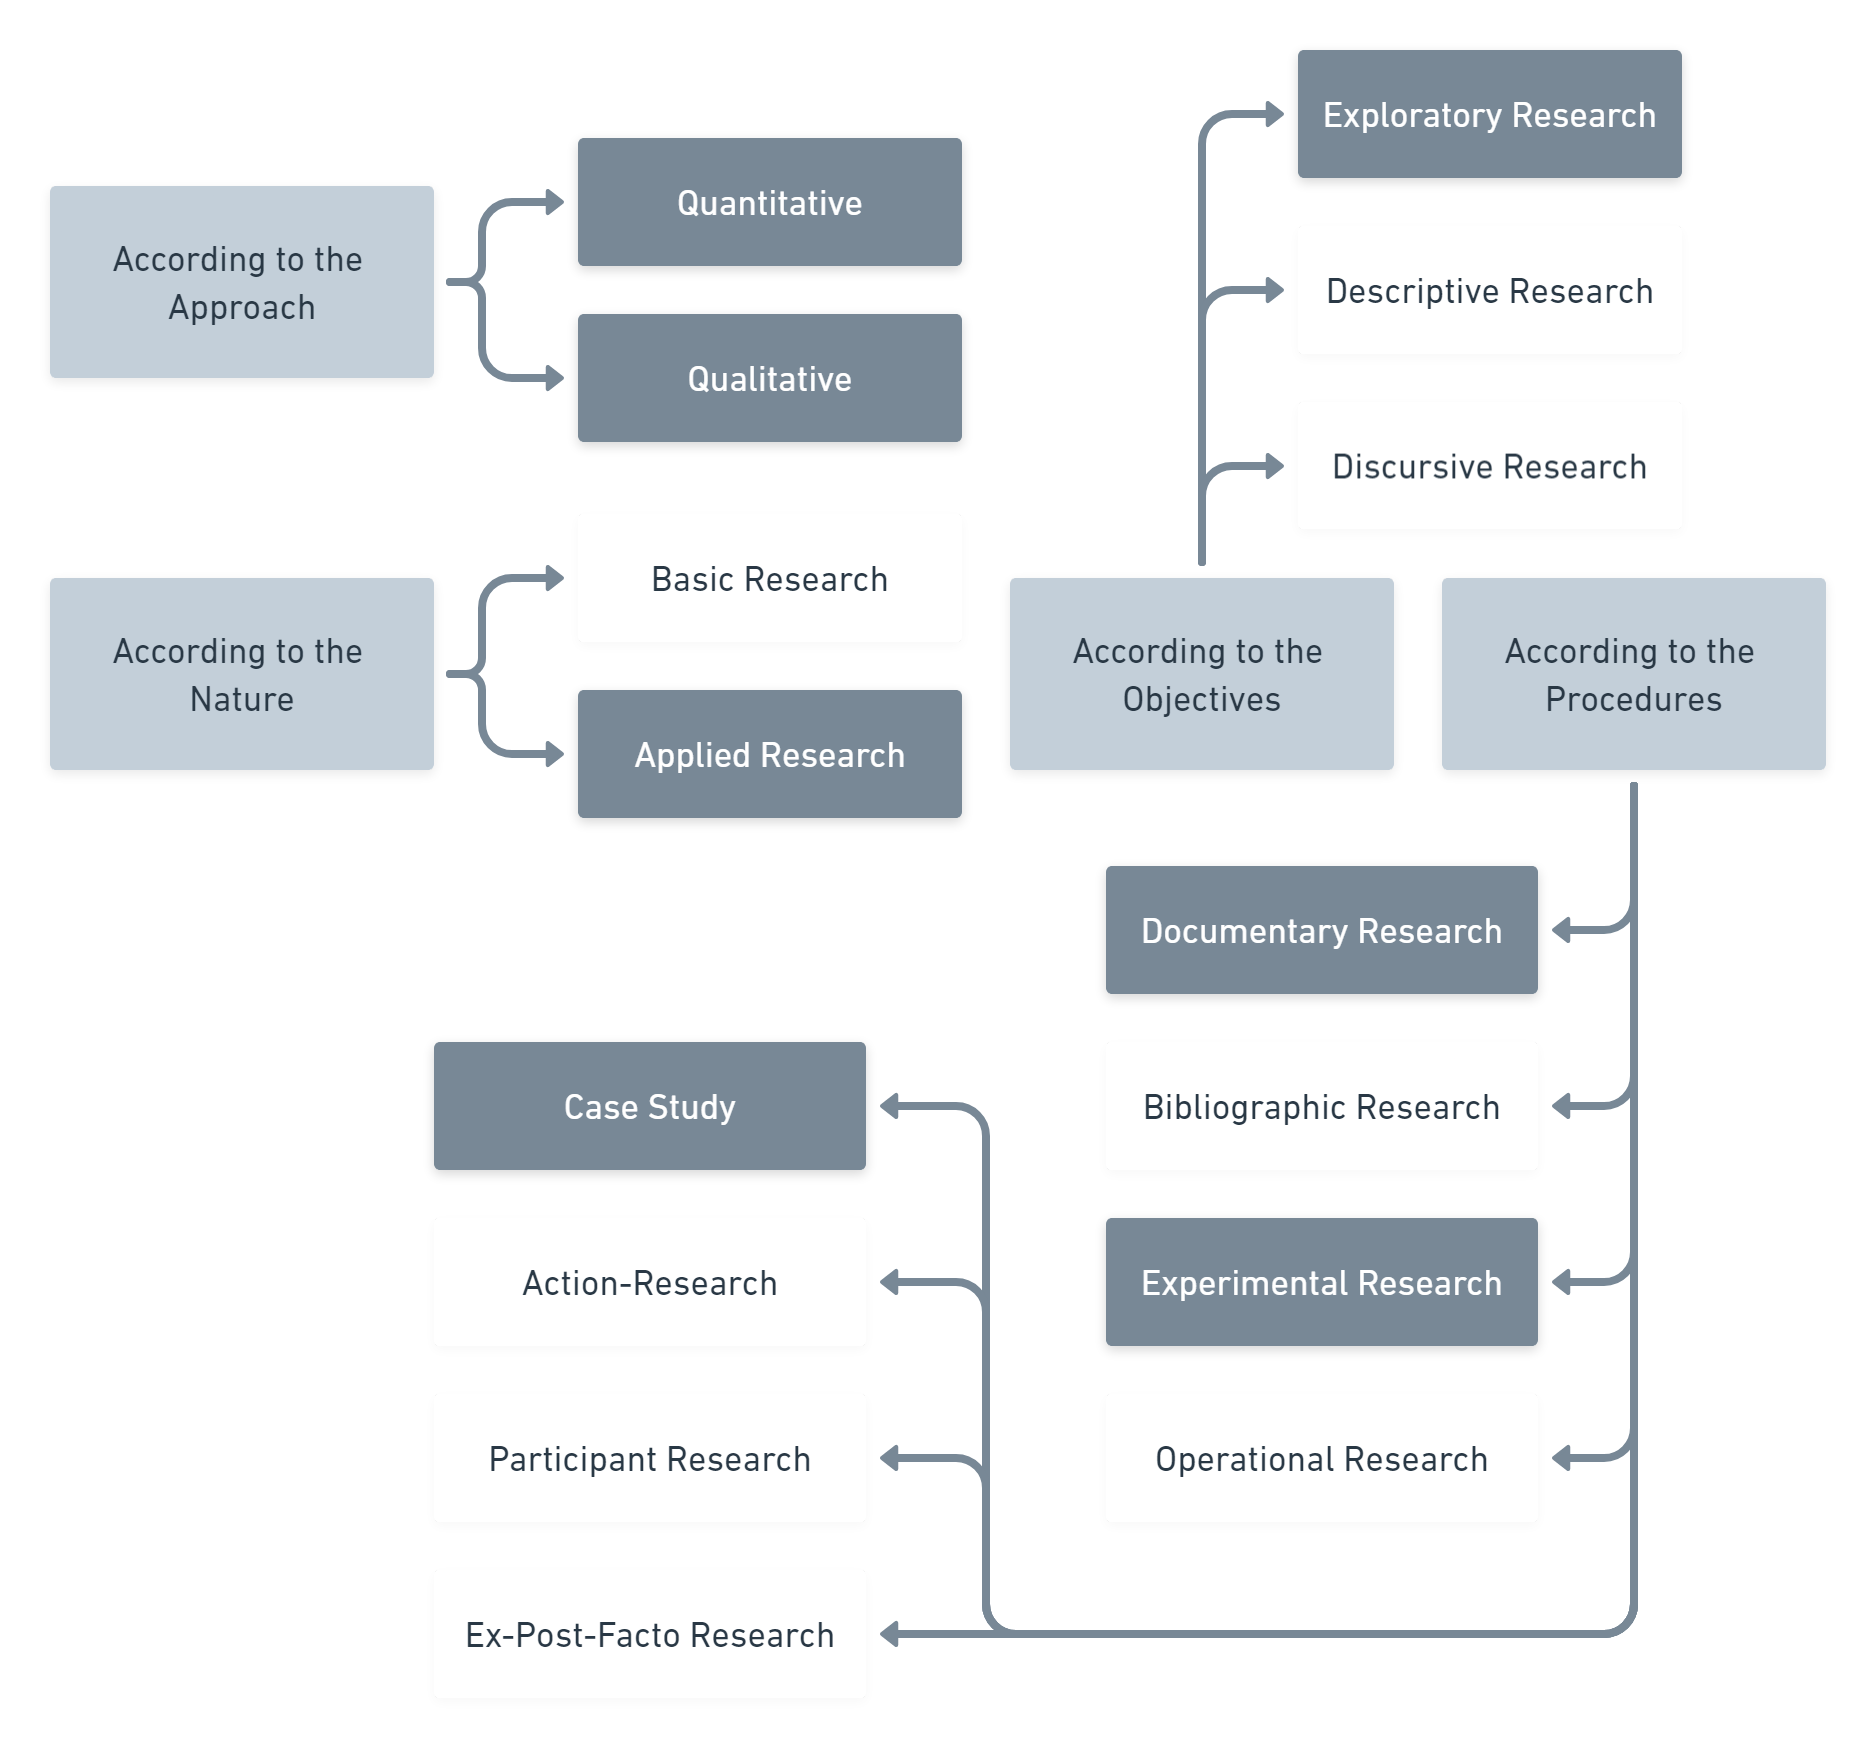 According to the
Approach
Quantitative
Qualitative
According to the
Nature
Basic Research
Applied Research
Exploratory Research
Descriptive Research
Discursive Research
According to the
Objectives
According to the
Procedures
Documentary Research
Bibliographic Research
Experimental Research
Operational Research
Case Study
Action-Research
Participant Research
Ex-Post-Facto Research